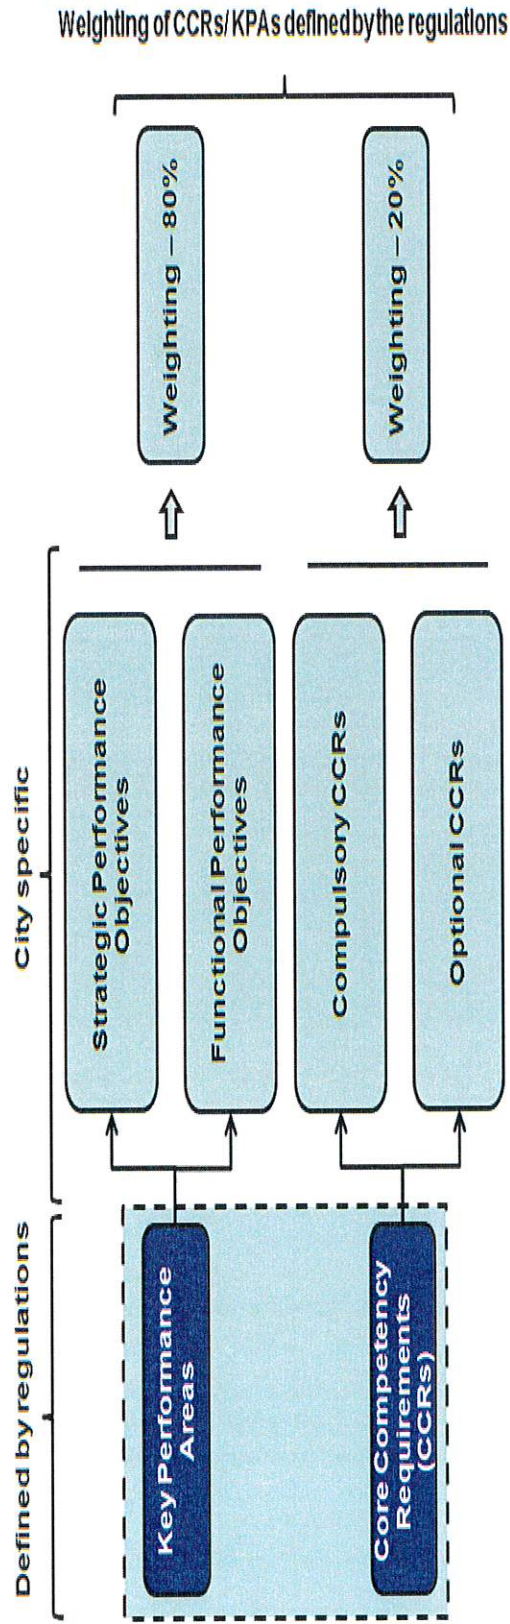 Weighting of CCRs/ KPAs defined by the regulations
Defined by regulations
City specific
Key Performance
Areas
Strategic Performance
Objectives
Functional Performance
Objectives
Weighting – 80%
Core Competency
Requirements
(CCRs)
Compulsory CCRs
Optional CCRs
Weighting – 20%